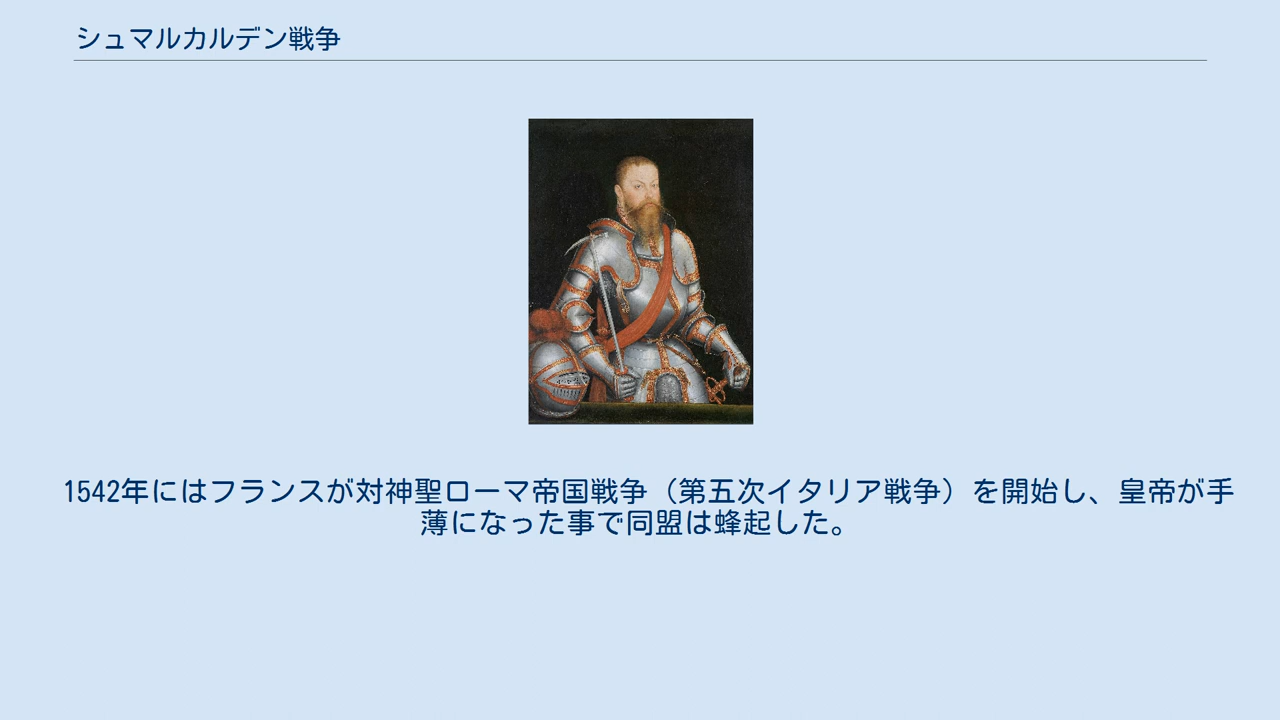 シュマルカルデン戦争
1542年にはフランスが対神聖ローマ帝国戦争（第五次イタリア戦争）を開始し、皇帝が手
薄になった事で同盟は蜂起した。